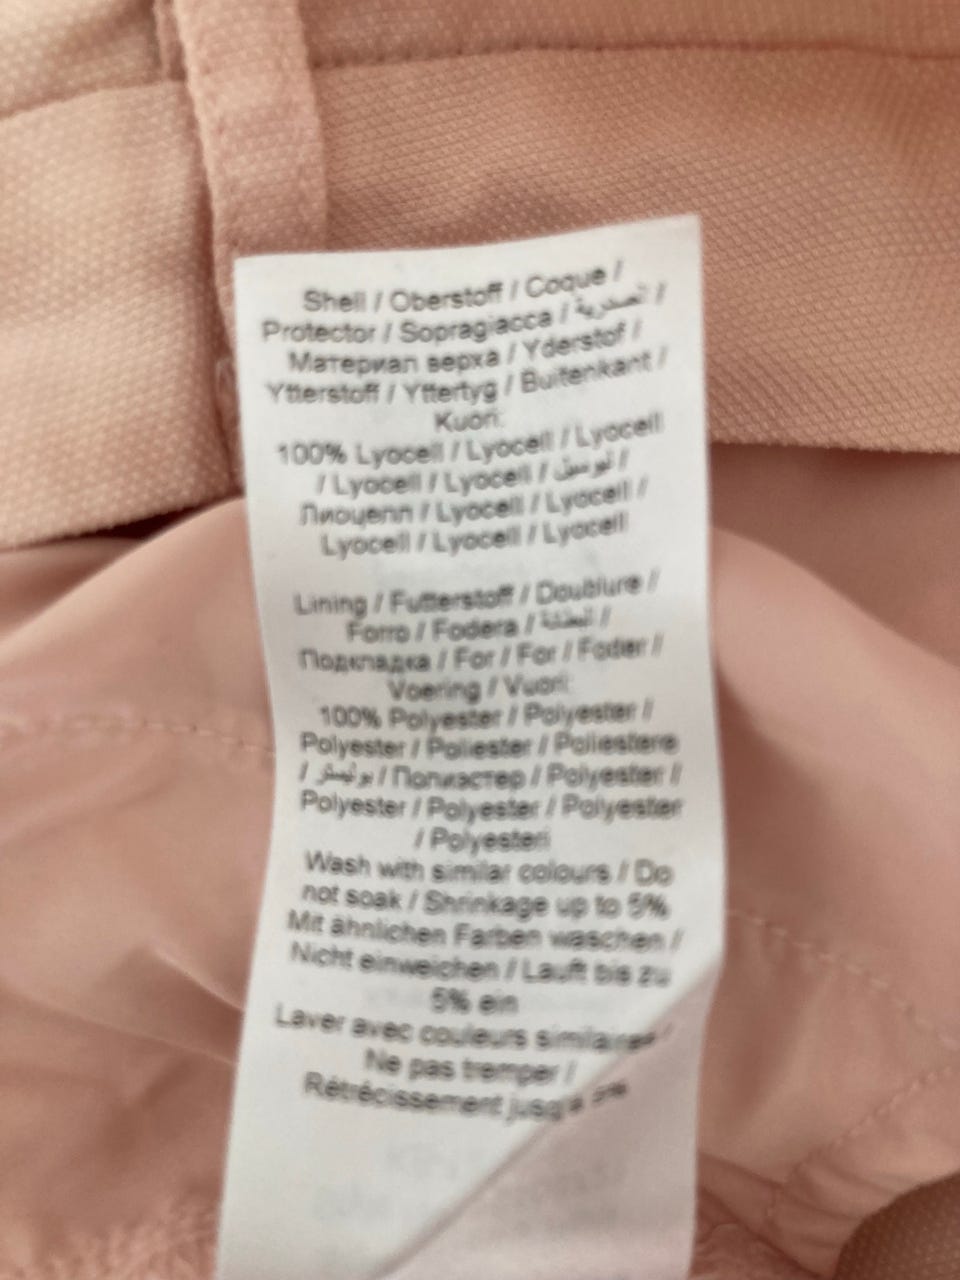 Shell / Oberstoff / Coque /
Protector / Sopragiacca / الصدرية /
Материал верха / Yderstof /
Ytterstoff / Yttertyg / Buitenkant /
Kuori:
100% Lyocell / Lyocell / Lyocell
/ Lyocell / Lyocell / ليوسيل /
Лиоцелл / Lyocell / Lyocell /
Lyocell / Lyocell / Lyocell
Lining / Futterstoff / Doublure /
Forro / Fodera / البطانة /
Подкладка / For / For / Foder /
Voering / Vuori:
100% Polyester / Polyester /
Polyester / Poliester / Poliestere
/ بوليستر / Полиэстер / Polyester /
Polyester / Polyester / Polyester
/ Polyesteri
Wash with similar colours / Do
not soak / Shrinkage up to 5%
Mit ähnlichen Farben waschen /
Nicht einweichen / Lauft bis zu
5% ein
Laver avec couleurs similaires /
Ne pas tremper /
Rétrécissement jusqu'à